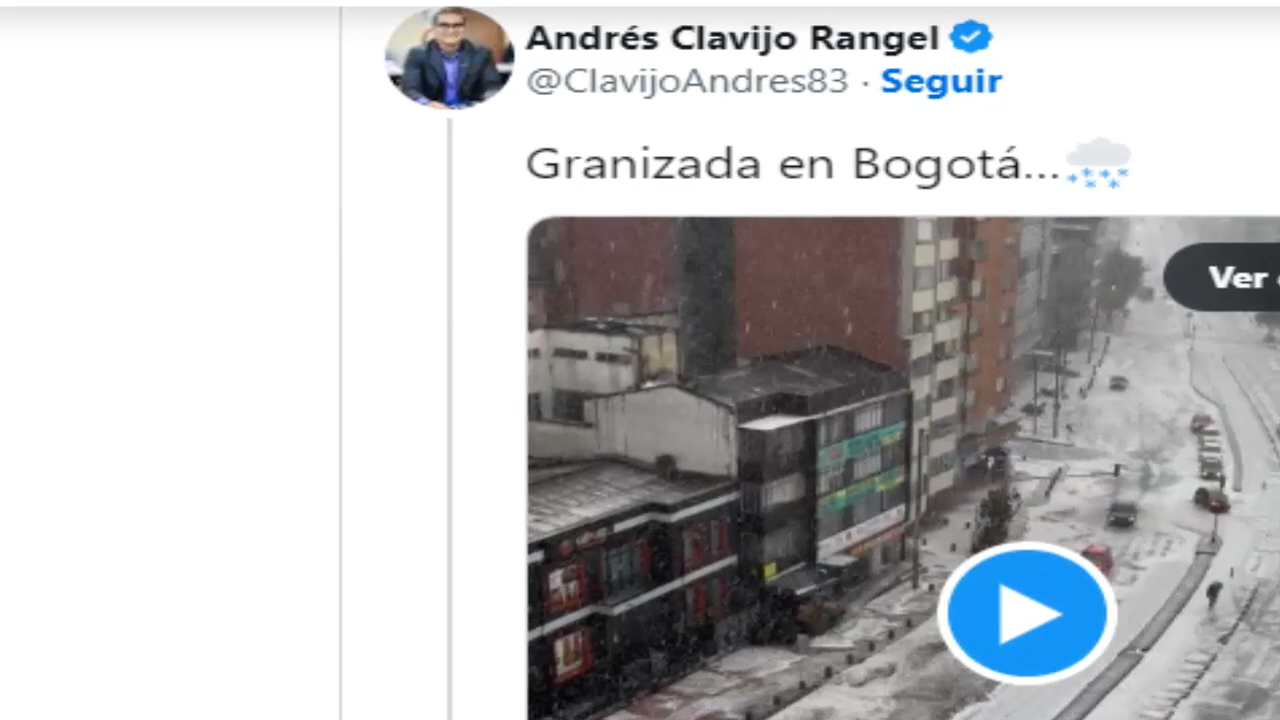 Andrés Clavijo Rangel
@ClavijoAndres83 · Seguir
Granizada en Bogotá...
Ver